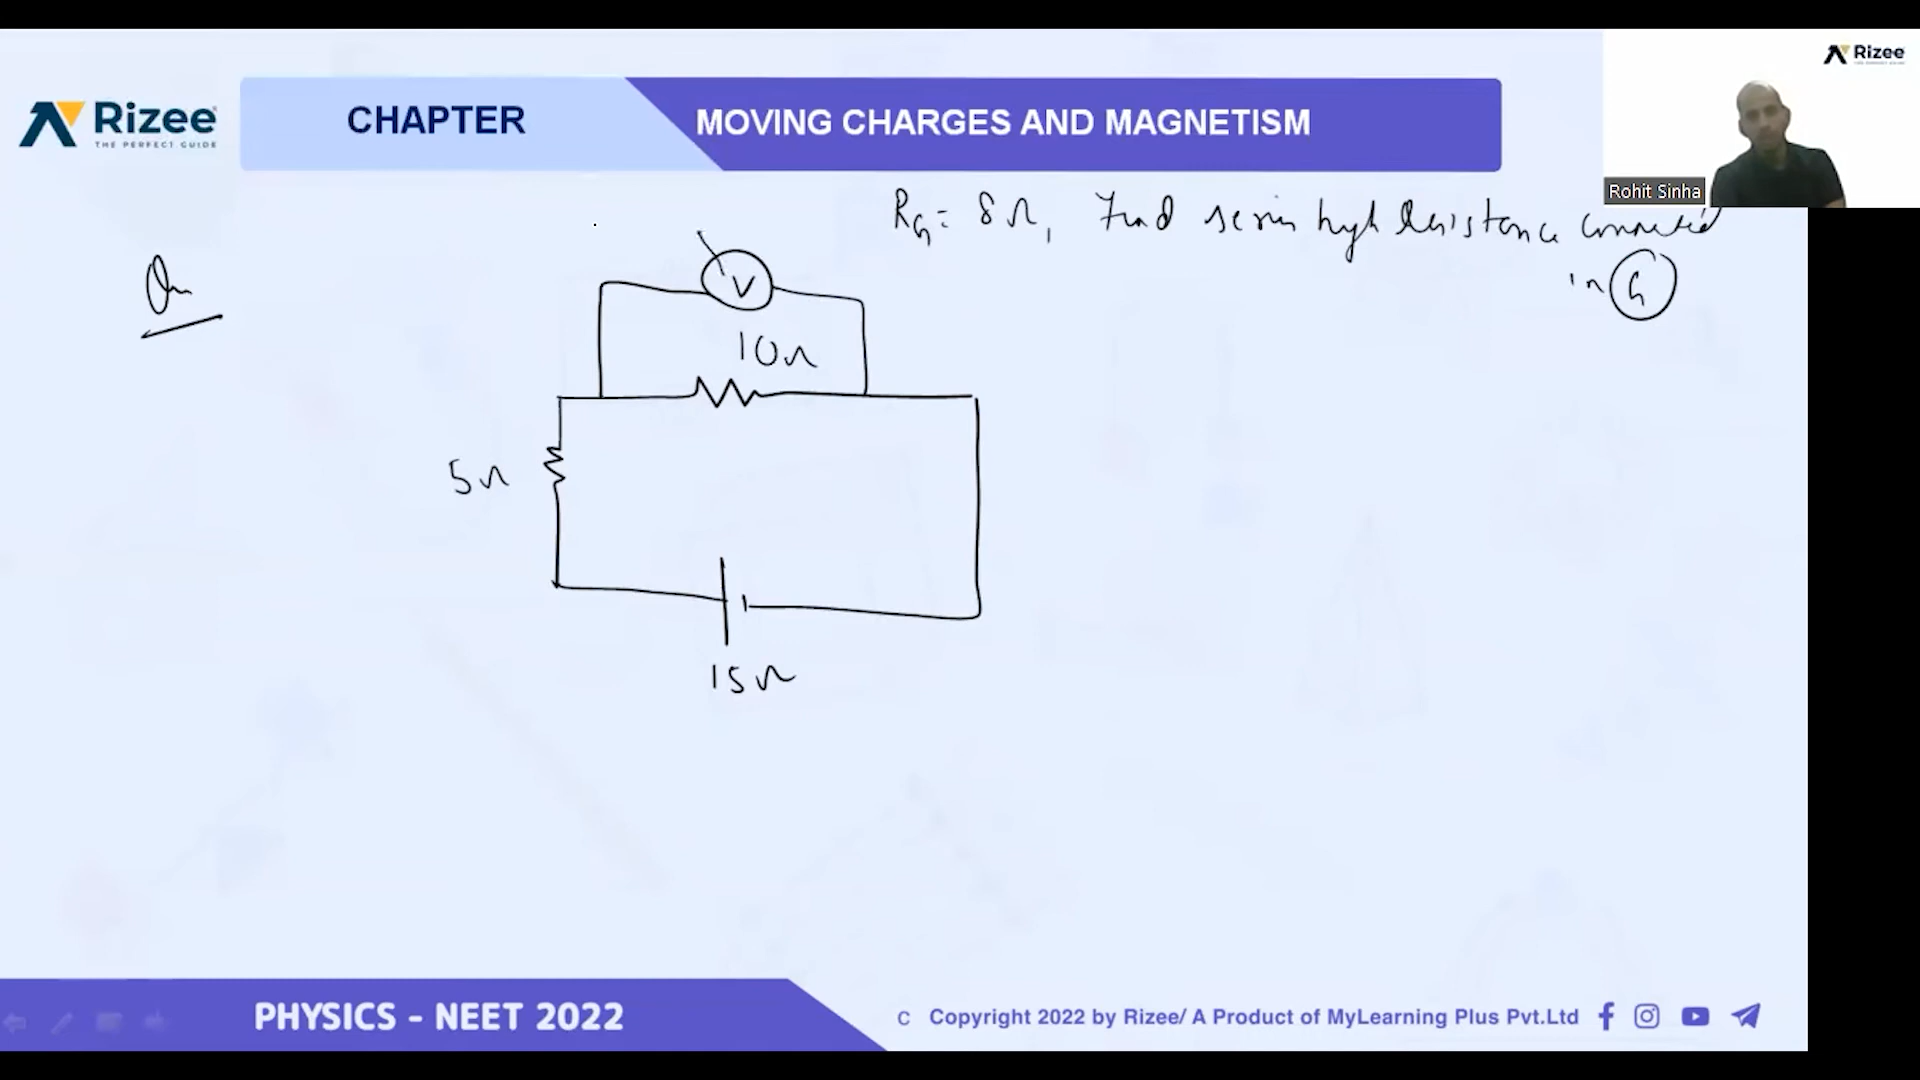 Rizee
Rizee
THE PERFECT GUIDE
CHAPTER
MOVING CHARGES AND MAGNETISM
Rohit Sinha
R_G = 8Ω, Find series high Resistance connected
in G
Qn
V
10Ω
5Ω
15Ω
PHYSICS - NEET 2022
C Copyright 2022 by Rizee/ A Product of MyLearning Plus Pvt.Ltd